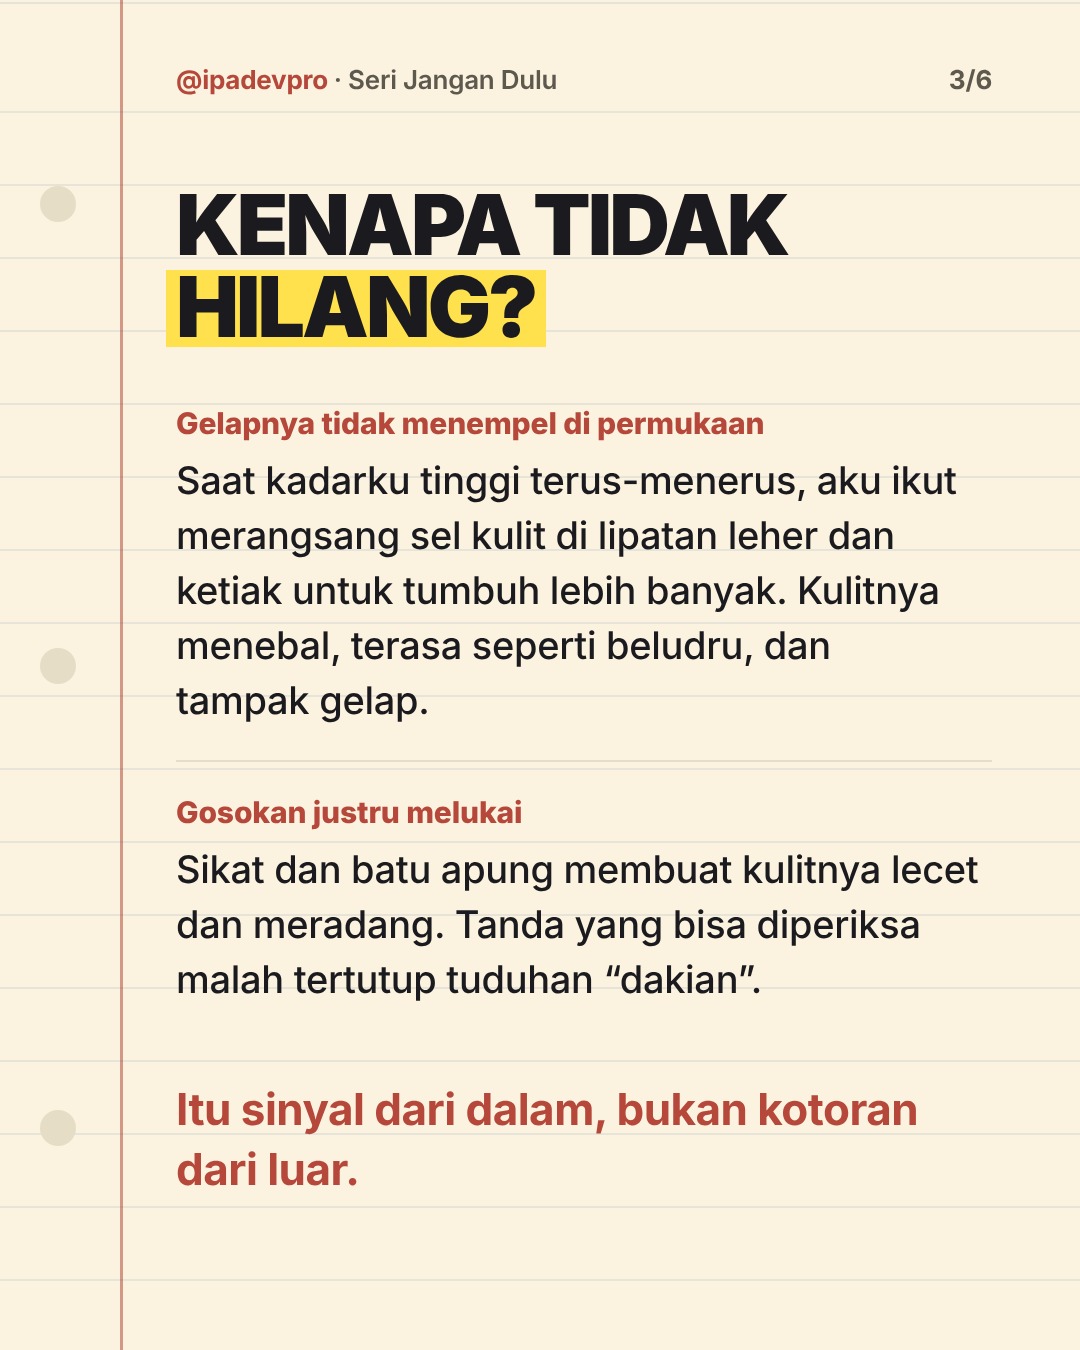 @ipadevpro · Seri Jangan Dulu
3/6
KENAPA TIDAK
HILANG?
Gelapnya tidak menempel di permukaan
Saat kadarku tinggi terus-menerus, aku ikut
merangsang sel kulit di lipatan leher dan
ketiak untuk tumbuh lebih banyak. Kulitnya
menebal, terasa seperti beludru, dan
tampak gelap.
Gosokan justru melukai
Sikat dan batu apung membuat kulitnya lecet
dan meradang. Tanda yang bisa diperiksa
malah tertutup tuduhan “dakian”.
Itu sinyal dari dalam, bukan kotoran
dari luar.